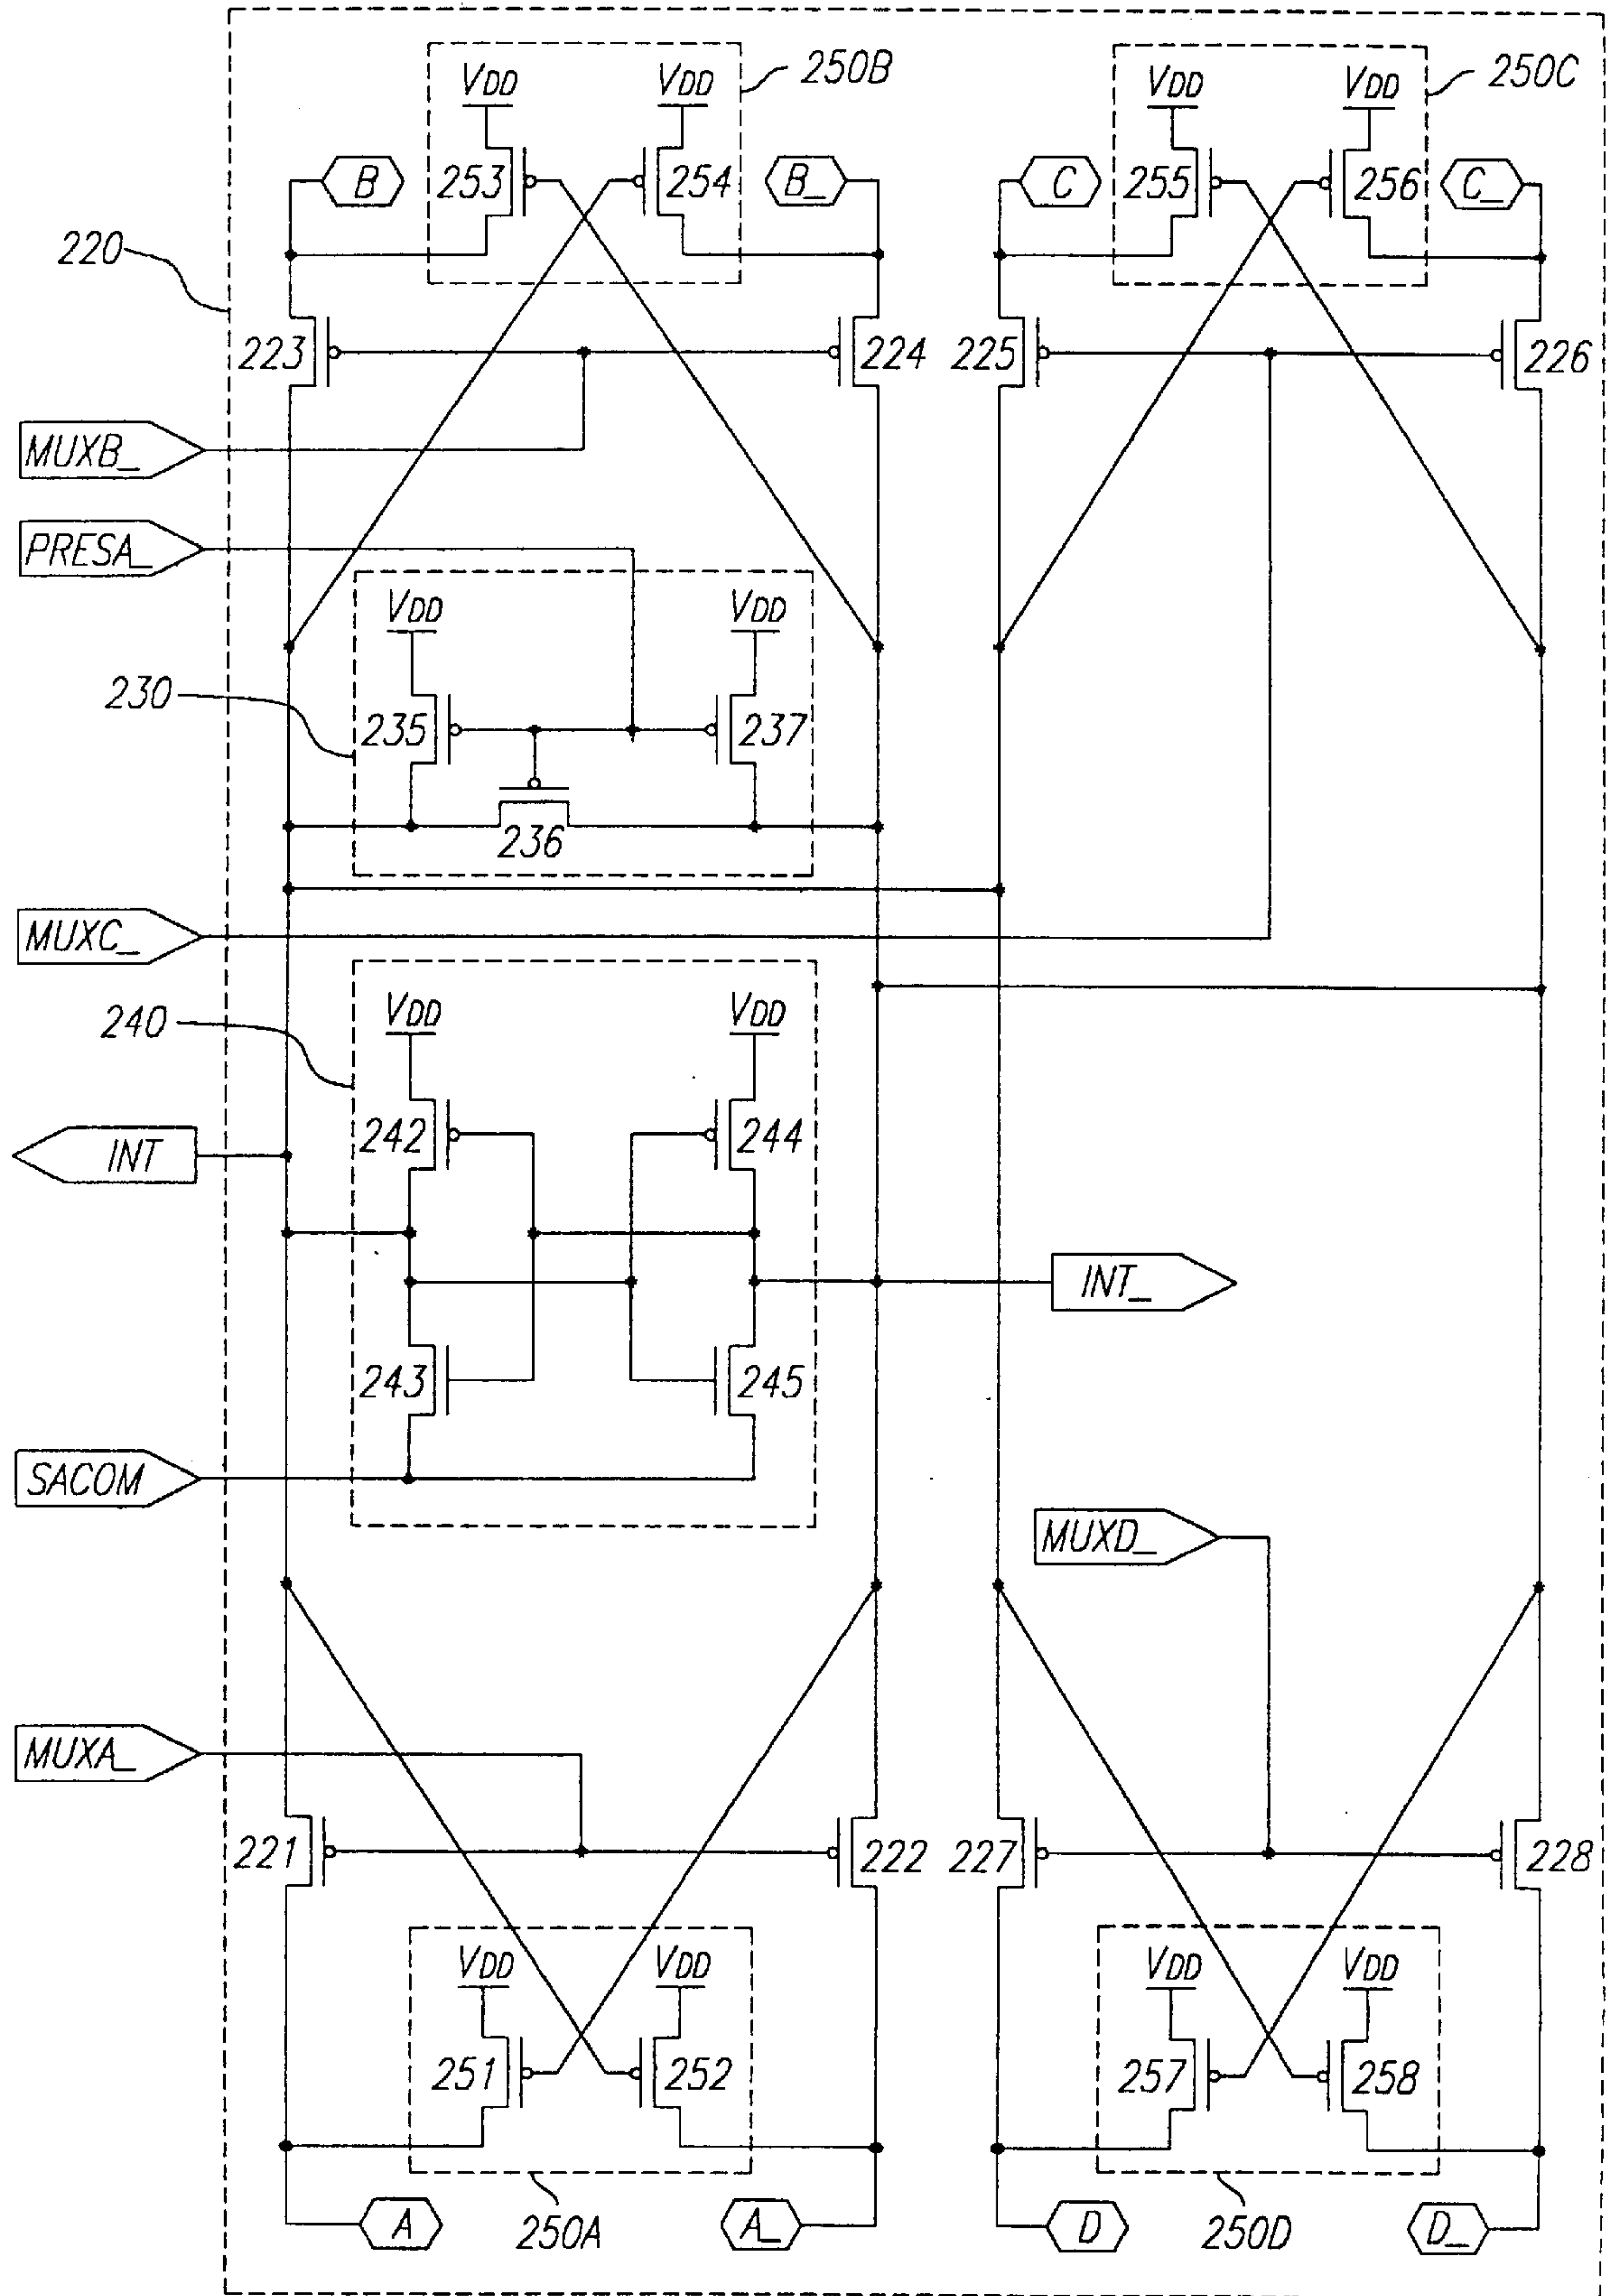 250B
250C
VDD
VDD
VDD
VDD
B
253
254
B_
C
255
256
C_
220
223
224
225
226
MUXB_
PRESA_
VDD
VDD
230
235
237
236
MUXC_
VDD
VDD
240
242
244
INT
INT_
243
245
SACOM
MUXD_
MUXA_
221
222
227
228
VDD
VDD
VDD
VDD
251
252
257
258
A
250A
A_
D
250D
D_